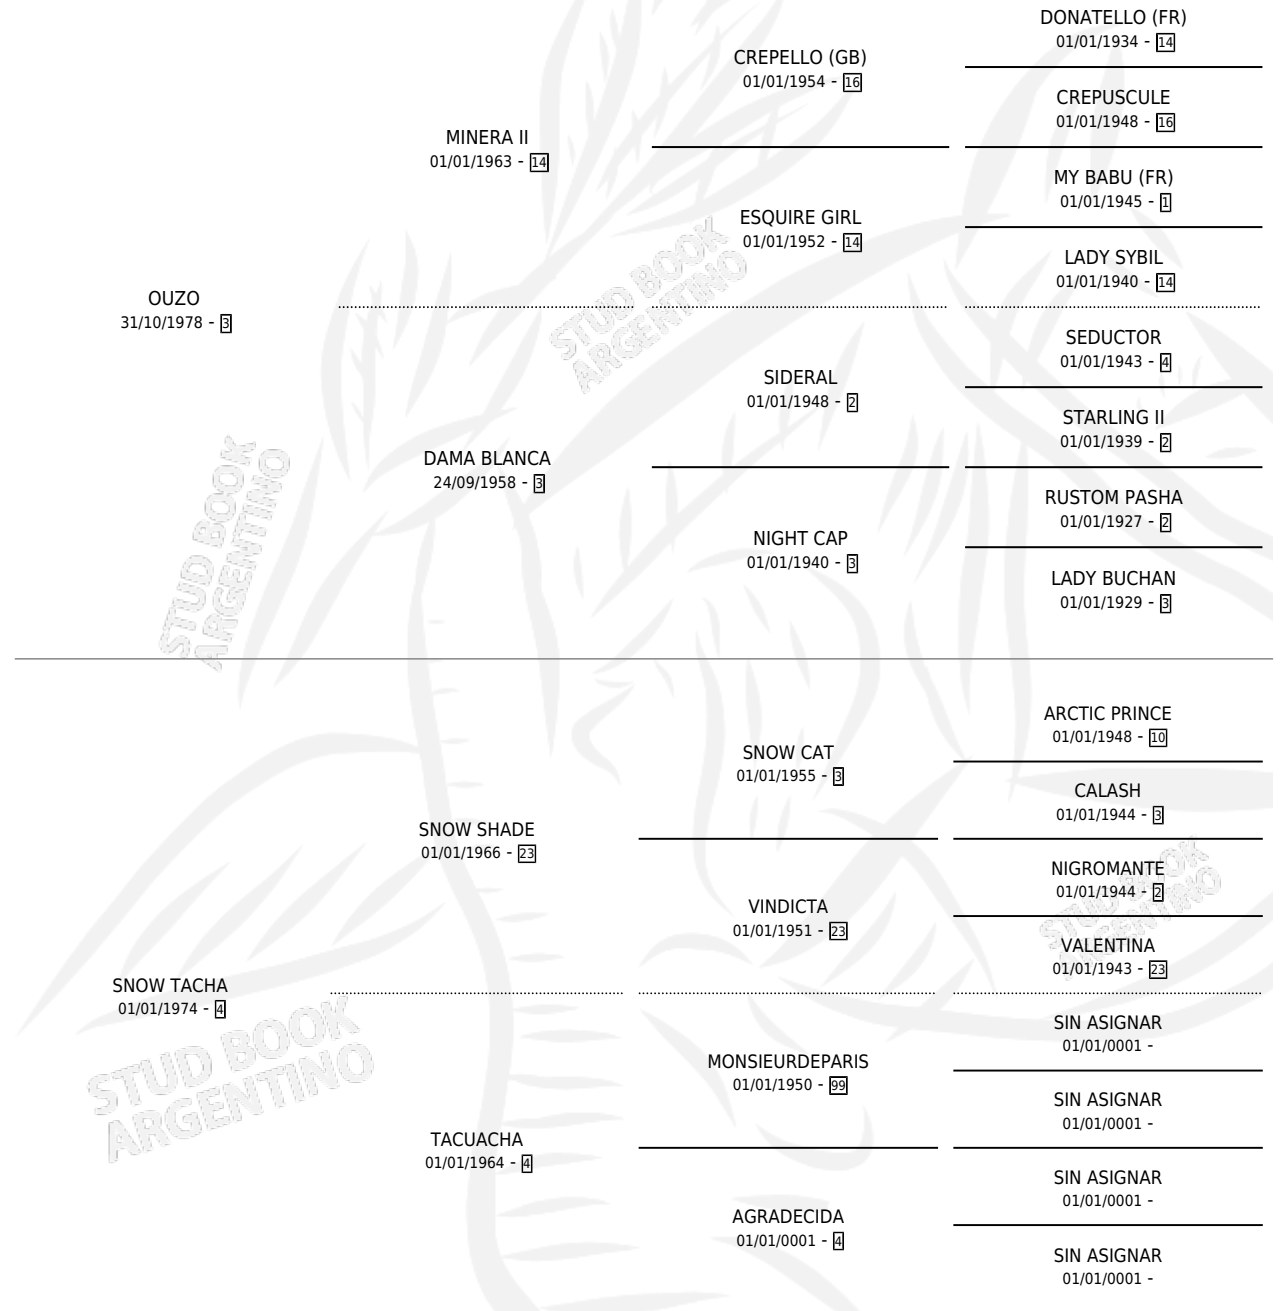 DONATELLO (FR)
01/01/1934 - 14
CREPELLO (GB)
01/01/1954 - 16
CREPUSCULE
01/01/1948 - 16
MINERA II
01/01/1963 - 14
MY BABU (FR)
01/01/1945 - 1
ESQUIRE GIRL
01/01/1952 - 14
LADY SYBIL
01/01/1940 - 14
OUZO
31/10/1978 - 3
SEDUCTOR
01/01/1943 - 4
SIDERAL
01/01/1948 - 2
STARLING II
01/01/1939 - 2
DAMA BLANCA
24/09/1958 - 3
RUSTOM PASHA
01/01/1927 - 2
NIGHT CAP
01/01/1940 - 3
LADY BUCHAN
01/01/1929 - 3
STUD BOOK
ARGENTINO
STUD BOOK
ARGENTINO
ARCTIC PRINCE
01/01/1948 - 10
SNOW CAT
01/01/1955 - 3
CALASH
01/01/1944 - 3
SNOW SHADE
01/01/1966 - 23
NIGROMANTE
01/01/1944 - 2
VINDICTA
01/01/1951 - 23
VALENTINA
01/01/1943 - 23
SNOW TACHA
01/01/1974 - 4
SIN ASIGNAR
01/01/0001 -
MONSIEURDEPARIS
01/01/1950 - 99
SIN ASIGNAR
01/01/0001 -
TACUACHA
01/01/1964 - 4
SIN ASIGNAR
01/01/0001 -
AGRADECIDA
01/01/0001 - 4
SIN ASIGNAR
01/01/0001 -
STUD BOOK
ARGENTINO
STUD BOOK
ARGENTINO